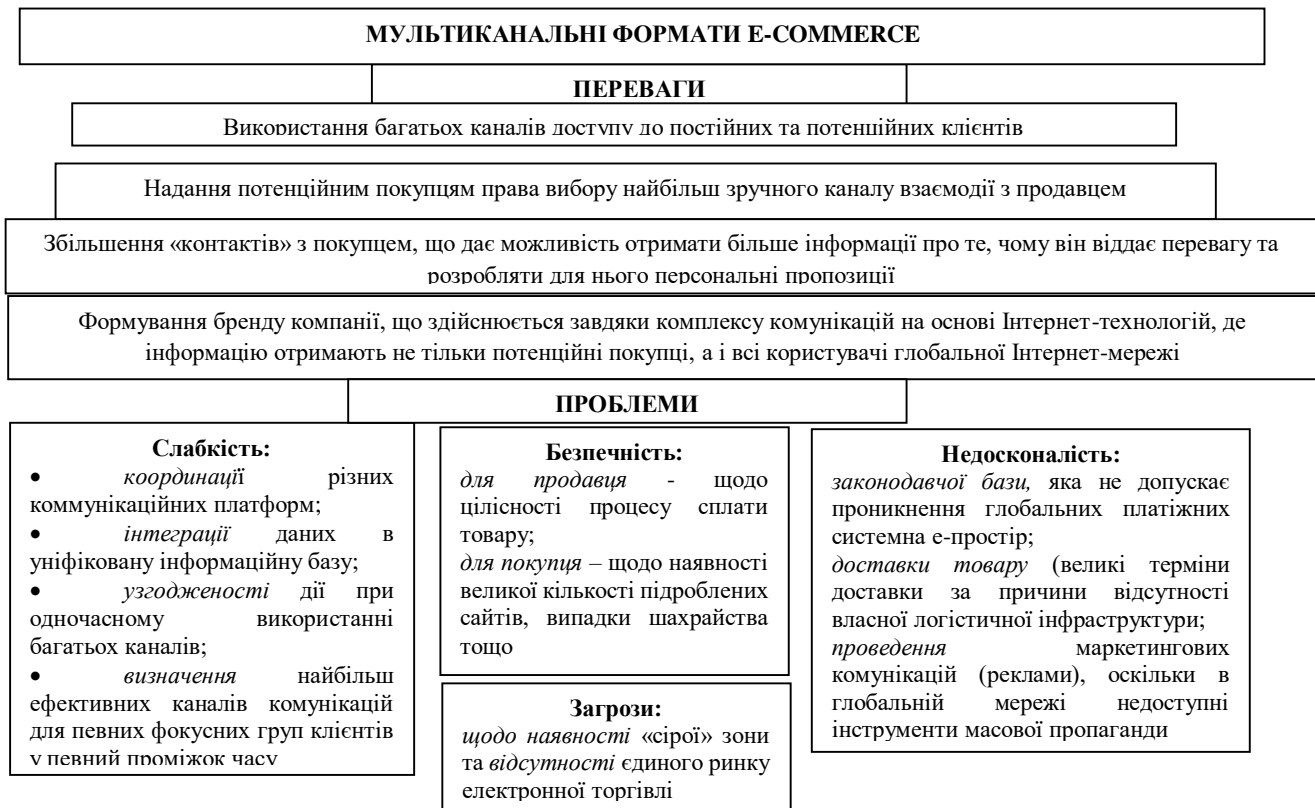 МУЛЬТИКАНАЛЬНІ ФОРМАТИ E-COMMERCE
ПЕРЕВАГИ
Використання багатьох каналів доступу до постійних та потенційних клієнтів
Надання потенційним покупцям права вибору найбільш зручного каналу взаємодії з продавцем
Збільшення «контактів» з покупцем, що дає можливість отримати більше інформації про те, чому він віддає перевагу та
розробляти для нього персональні пропозиції
Формування бренду компанії, що здійснюється завдяки комплексу комунікацій на основі Інтернет-технологій, де
інформацію отримають не тільки потенційні покупці, а і всі користувачі глобальної Інтернет-мережі
ПРОБЛЕМИ
Слабкість:
• координації різних
коммунікаційних платформ;
• інтеграції даних в
уніфіковану інформаційну базу;
• узгодженості дії при
одночасному використанні
багатьох каналів;
• визначення найбільш
ефективних каналів комунікацій
для певних фокусних груп клієнтів
у певний проміжок часу
Безпечність:
для продавця - щодо
цілісності процесу сплати
товару;
для покупця – щодо наявності
великої кількості підроблених
сайтів, випадки шахрайства
тощо
Загрози:
щодо наявності «сірої» зони
та відсутності єдиного ринку
електронної торгівлі
Недосконалість:
законодавчої бази, яка не допускає
проникнення глобальних платіжних
системна е-простір;
доставки товару (великі терміни
доставки за причини відсутності
власної логістичної інфраструктури;
проведення маркетингових
комунікацій (реклами), оскільки в
глобальній мережі недоступні
інструменти масової пропаганди